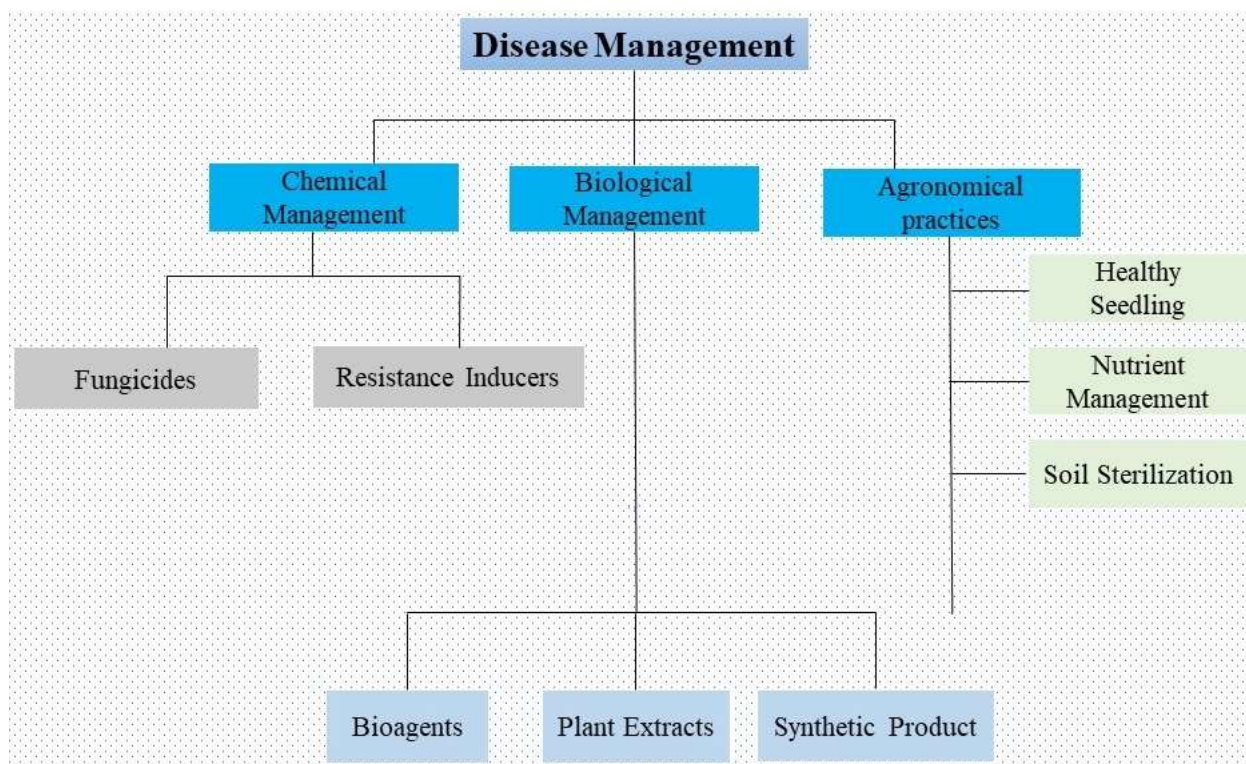 Disease Management
Chemical
Management
Biological
Management
Agronomical
practices
Healthy
Seedling
Nutrient
Management
Soil Sterilization
Fungicides
Resistance Inducers
Bioagents
Plant Extracts
Synthetic Product